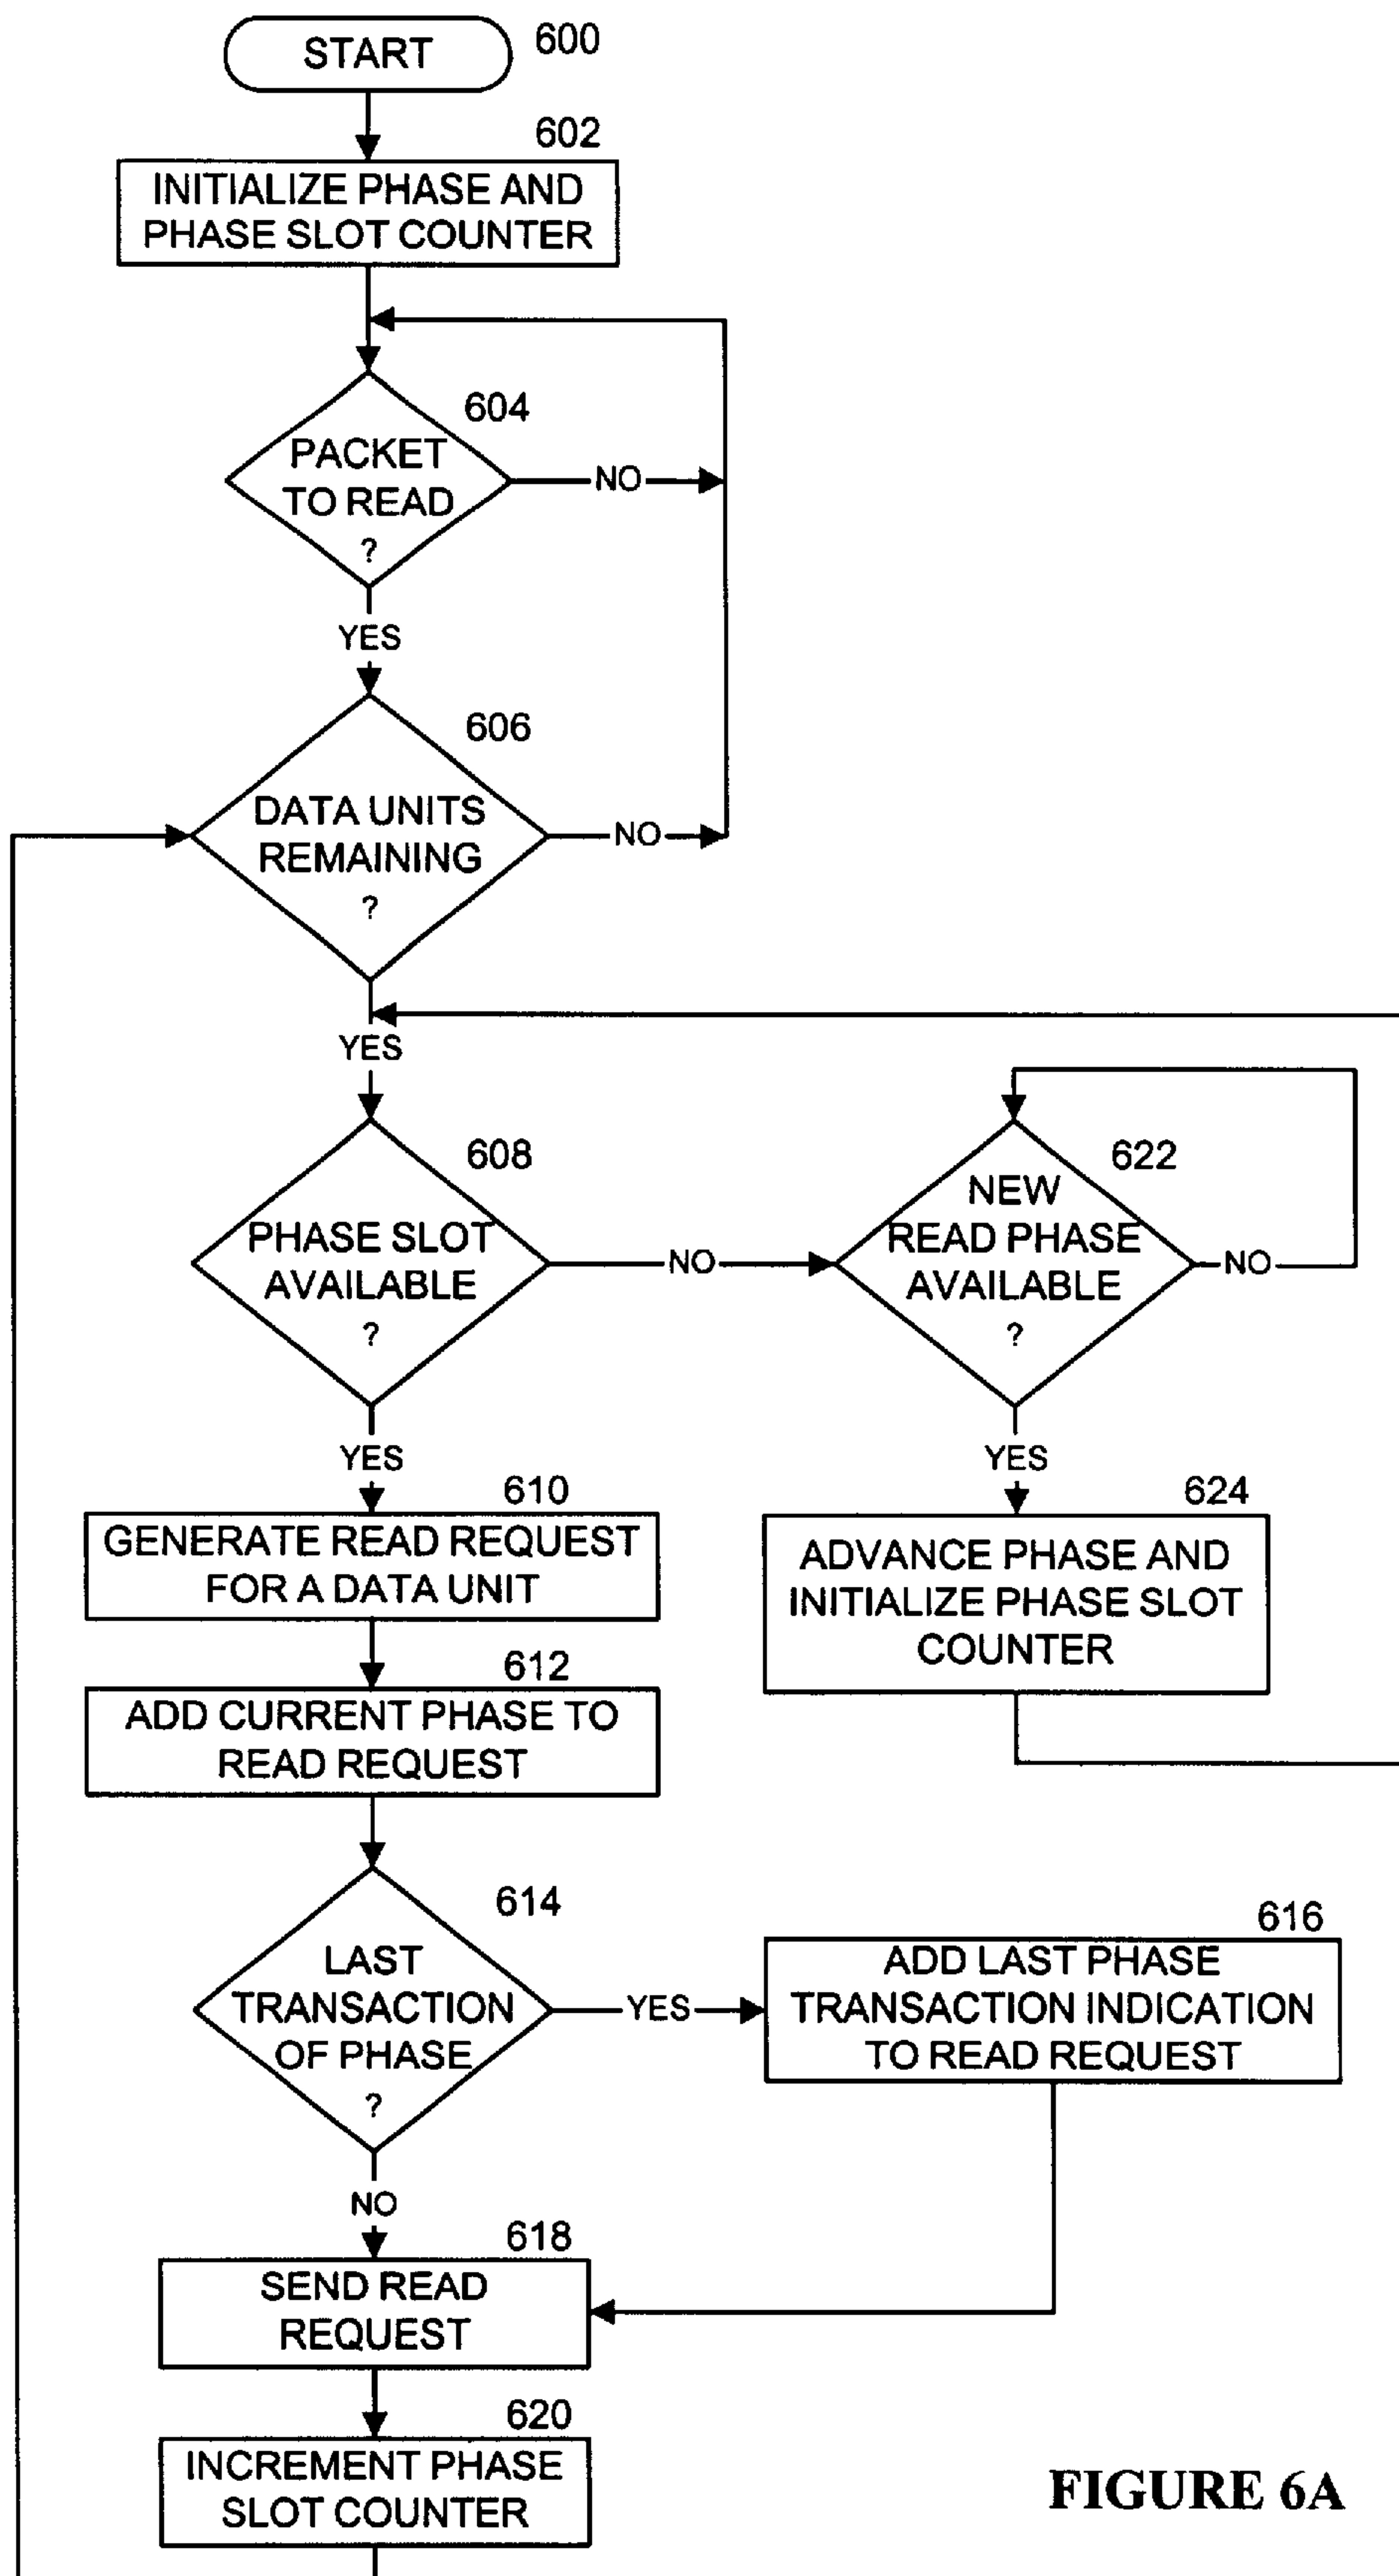 START
600
602
INITIALIZE PHASE AND
PHASE SLOT COUNTER
604
PACKET
TO READ
?
NO
YES
606
DATA UNITS
REMAINING
?
NO
YES
608
PHASE SLOT
AVAILABLE
?
NO
622
NEW
READ PHASE
AVAILABLE
?
NO
YES
YES
610
GENERATE READ REQUEST
FOR A DATA UNIT
624
ADVANCE PHASE AND
INITIALIZE PHASE SLOT
COUNTER
612
ADD CURRENT PHASE TO
READ REQUEST
614
LAST
TRANSACTION
OF PHASE
?
YES
616
ADD LAST PHASE
TRANSACTION INDICATION
TO READ REQUEST
NO
618
SEND READ
REQUEST
620
INCREMENT PHASE
SLOT COUNTER
FIGURE 6A